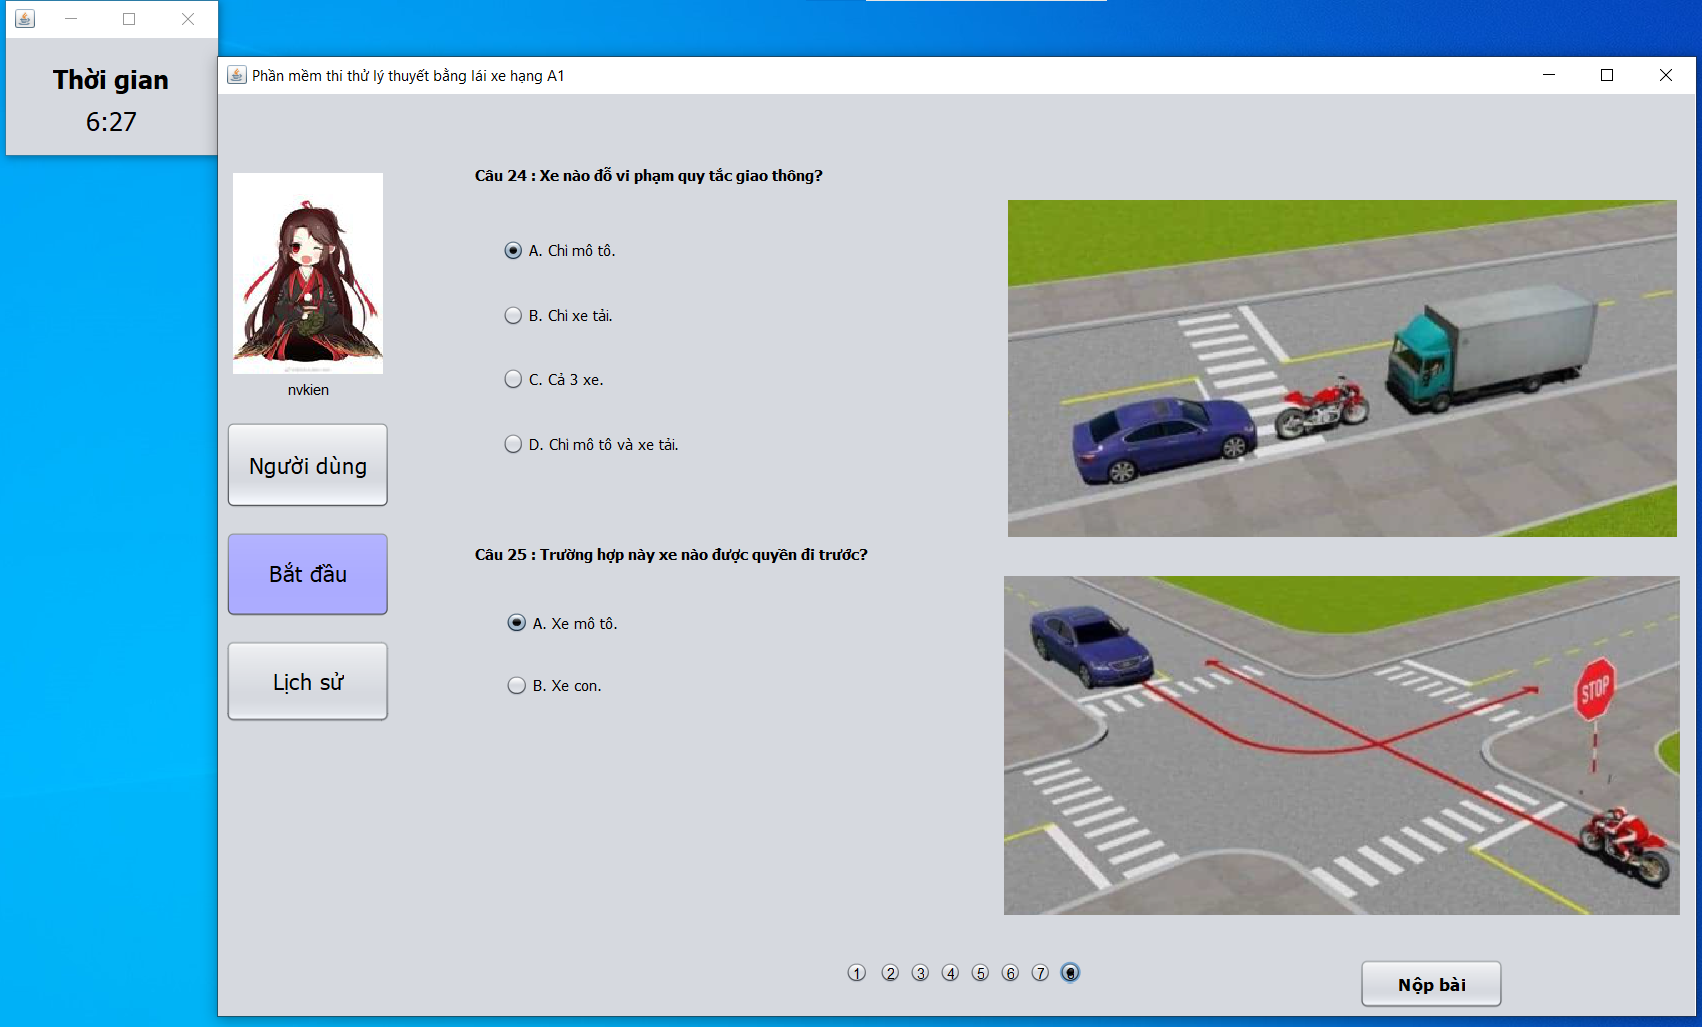 Thời gian
6:27
Phần mềm thi thử lý thuyết bằng lái xe hạng A1
Câu 24 : Xe nào đỗ vi phạm quy tắc giao thông?
A. Chỉ mô tô.
B. Chỉ xe tải.
C. Cả 3 xe.
D. Chỉ mô tô và xe tải.
nvkien
Người dùng
Bắt đầu
Lịch sử
Câu 25 : Trường hợp này xe nào được quyền đi trước?
A. Xe mô tô.
B. Xe con.
STOP
1 2 3 4 5 6 7
Nộp bài